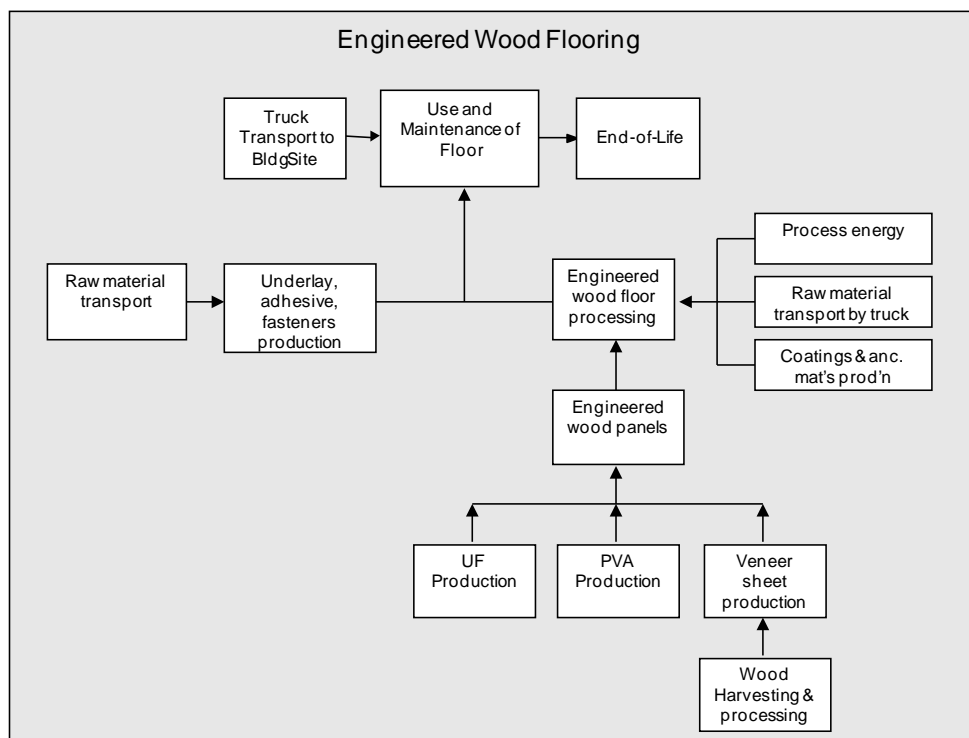 Engineered Wood Flooring
Truck
Transport to
BldgSite
Use and
Maintenance of
Floor
End-of-Life
Raw material
transport
Underlay,
adhesive,
fasteners
production
Engineered
wood floor
processing
Process energy
Raw material
transport by truck
Coatings & anc.
mat's prod'n
Engineered
wood panels
UF
Production
PVA
Production
Veneer
sheet
production
Wood
Harvesting &
processing